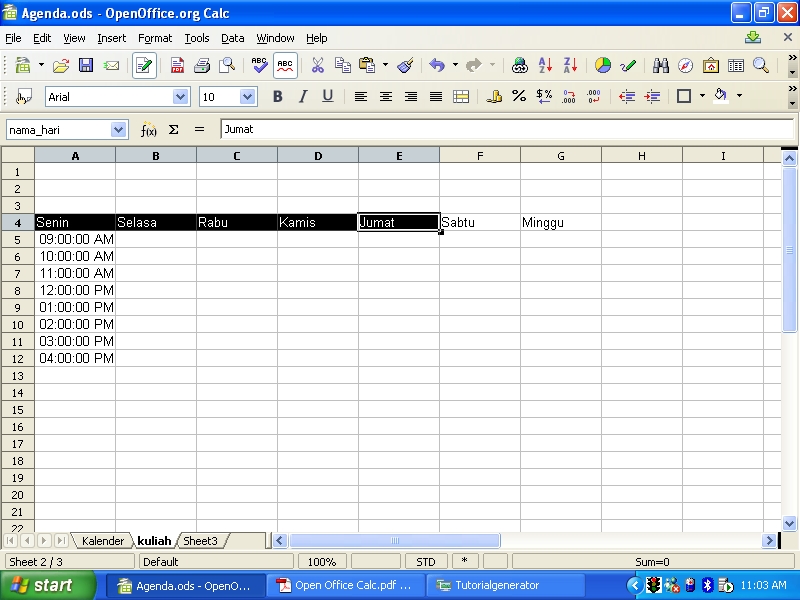 Agenda.ods - OpenOffice.org Calc
File Edit View Insert Format Tools Data Window Help
ABC ABC
Arial 10 B I U % $%
nama_hari f(x) Σ = Jumat
A B C D E F G H I
1
2
3
4 Senin Selasa Rabu Kamis Jumat Sabtu Minggu
5 09:00:00 AM
6 10:00:00 AM
7 11:00:00 AM
8 12:00:00 PM
9 01:00:00 PM
10 02:00:00 PM
11 03:00:00 PM
12 04:00:00 PM
13
14
15
16
17
18
19
20
21
22
Kalender kuliah Sheet3
Sheet 2 / 3 Default 100% STD * Sum=0
start Agenda.ods - OpenO... Open Office Calc.pdf ... Tutorialgenerator 11:03 AM